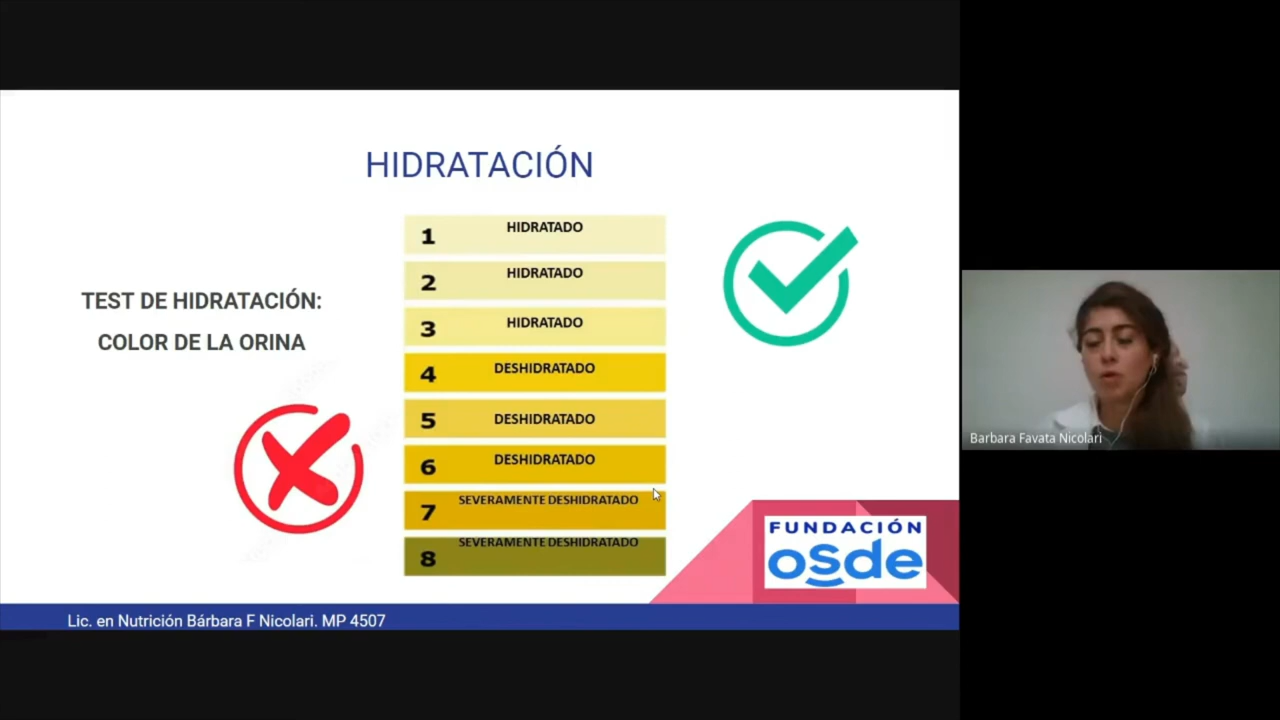 HIDRATACIÓN
TEST DE HIDRATACIÓN:
COLOR DE LA ORINA
1 HIDRATADO
2 HIDRATADO
3 HIDRATADO
4 DESHIDRATADO
5 DESHIDRATADO
6 DESHIDRATADO
7 SEVERAMENTE DESHIDRATADO
8 SEVERAMENTE DESHIDRATADO
FUNDACIÓN
osde
Lic. en Nutrición Bárbara F Nicolari. MP 4507
Barbara Favata Nicolari